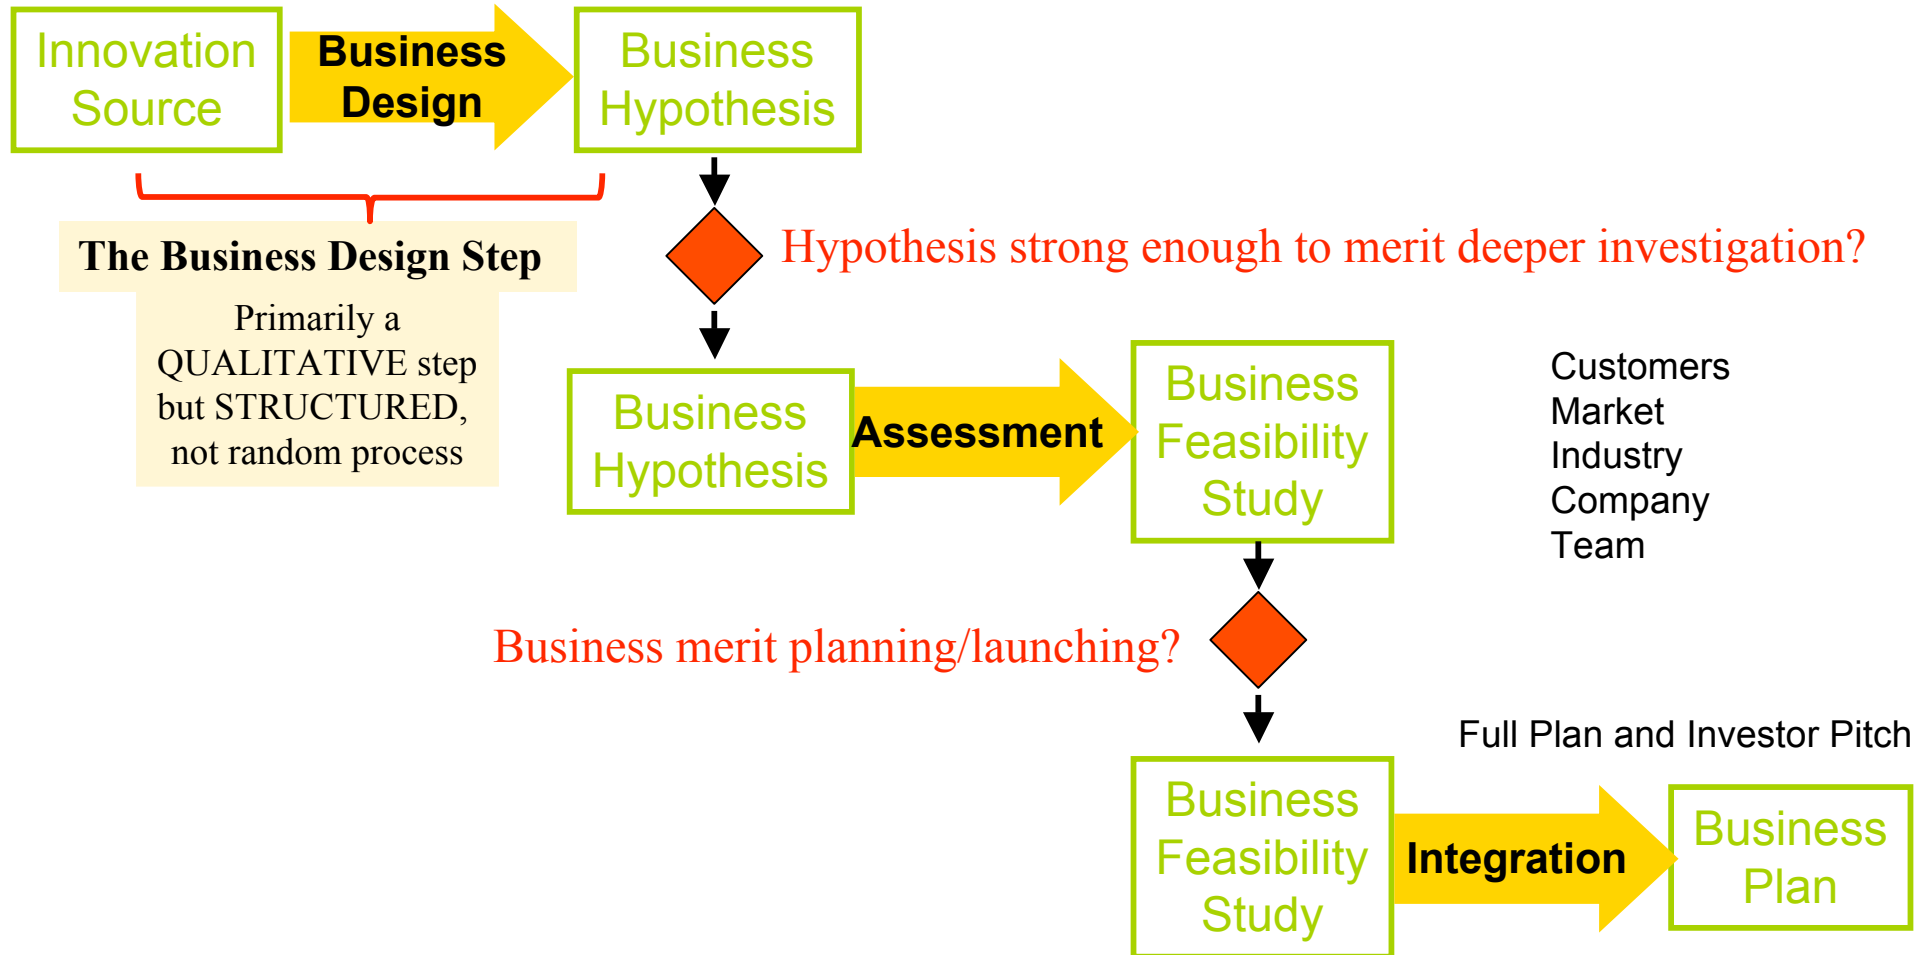 Innovation
Source
Business
Design
Business
Hypothesis
The Business Design Step
Primarily a
QUALITATIVE step
but STRUCTURED,
not random process
Hypothesis strong enough to merit deeper investigation?
Business
Hypothesis
Assessment
Business
Feasibility
Study
Customers
Market
Industry
Company
Team
Business merit planning/launching?
Full Plan and Investor Pitch
Business
Feasibility
Study
Integration
Business
Plan